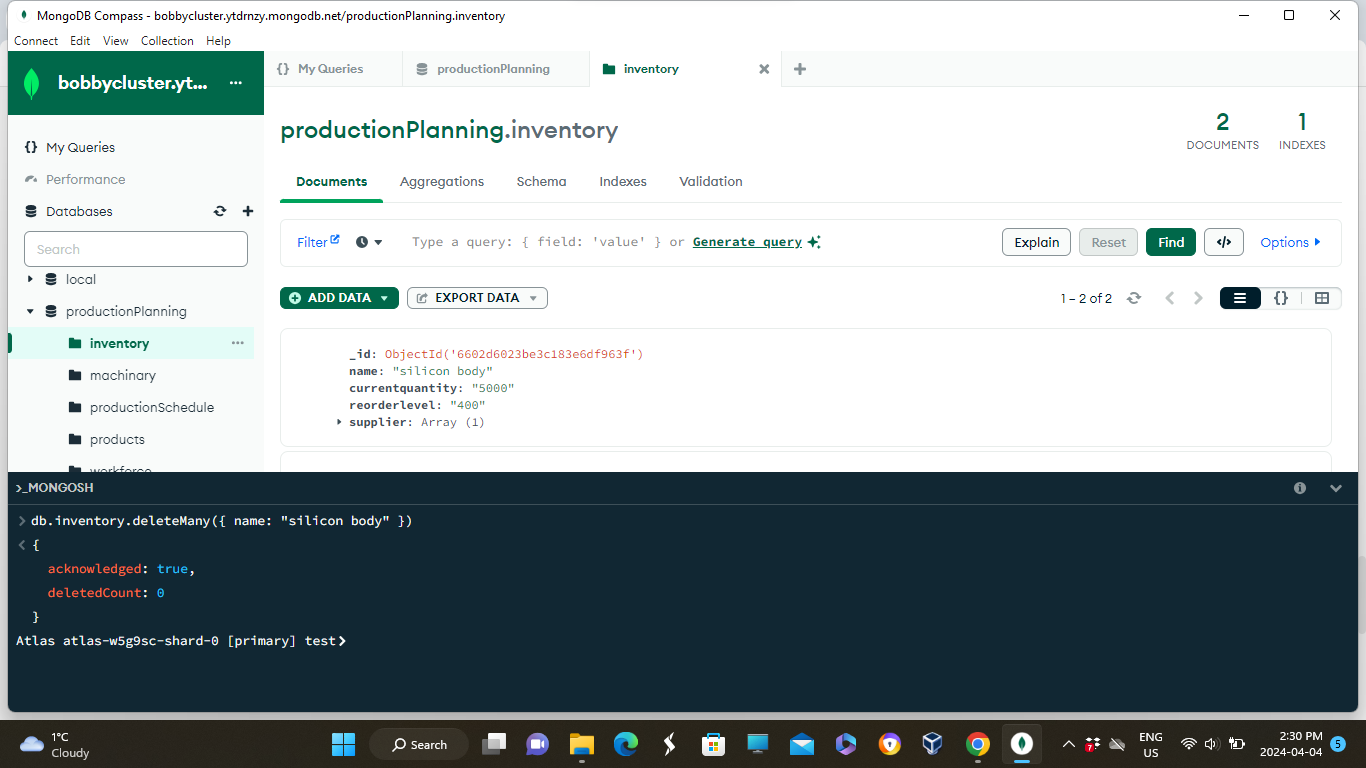 MongoDB Compass - bobbycluster.ytdrnzy.mongodb.net/productionPlanning.inventory
Connect Edit View Collection Help
bobbycluster.yt...
{} My Queries
productionPlanning
inventory
My Queries
Performance
Databases
Search
local
productionPlanning
inventory
machinary
productionSchedule
products
workforce
productionPlanning.inventory
2
DOCUMENTS
1
INDEXES
Documents Aggregations Schema Indexes Validation
Filter
Type a query: { field: 'value' } or Generate query
Explain Reset Find </> Options
ADD DATA EXPORT DATA
1 – 2 of 2
{}
_id: ObjectId('6602d6023be3c183e6df963f')
name: "silicon body"
currentquantity: "5000"
reorderlevel: "400"
supplier: Array (1)
>_MONGOSH
> db.inventory.deleteMany({ name: "silicon body" })
< {
acknowledged: true,
deletedCount: 0
}
Atlas atlas-w5g9sc-shard-0 [primary] test>
1°C
Cloudy
Search
7
ENG
US
2:30 PM
2024-04-04
5